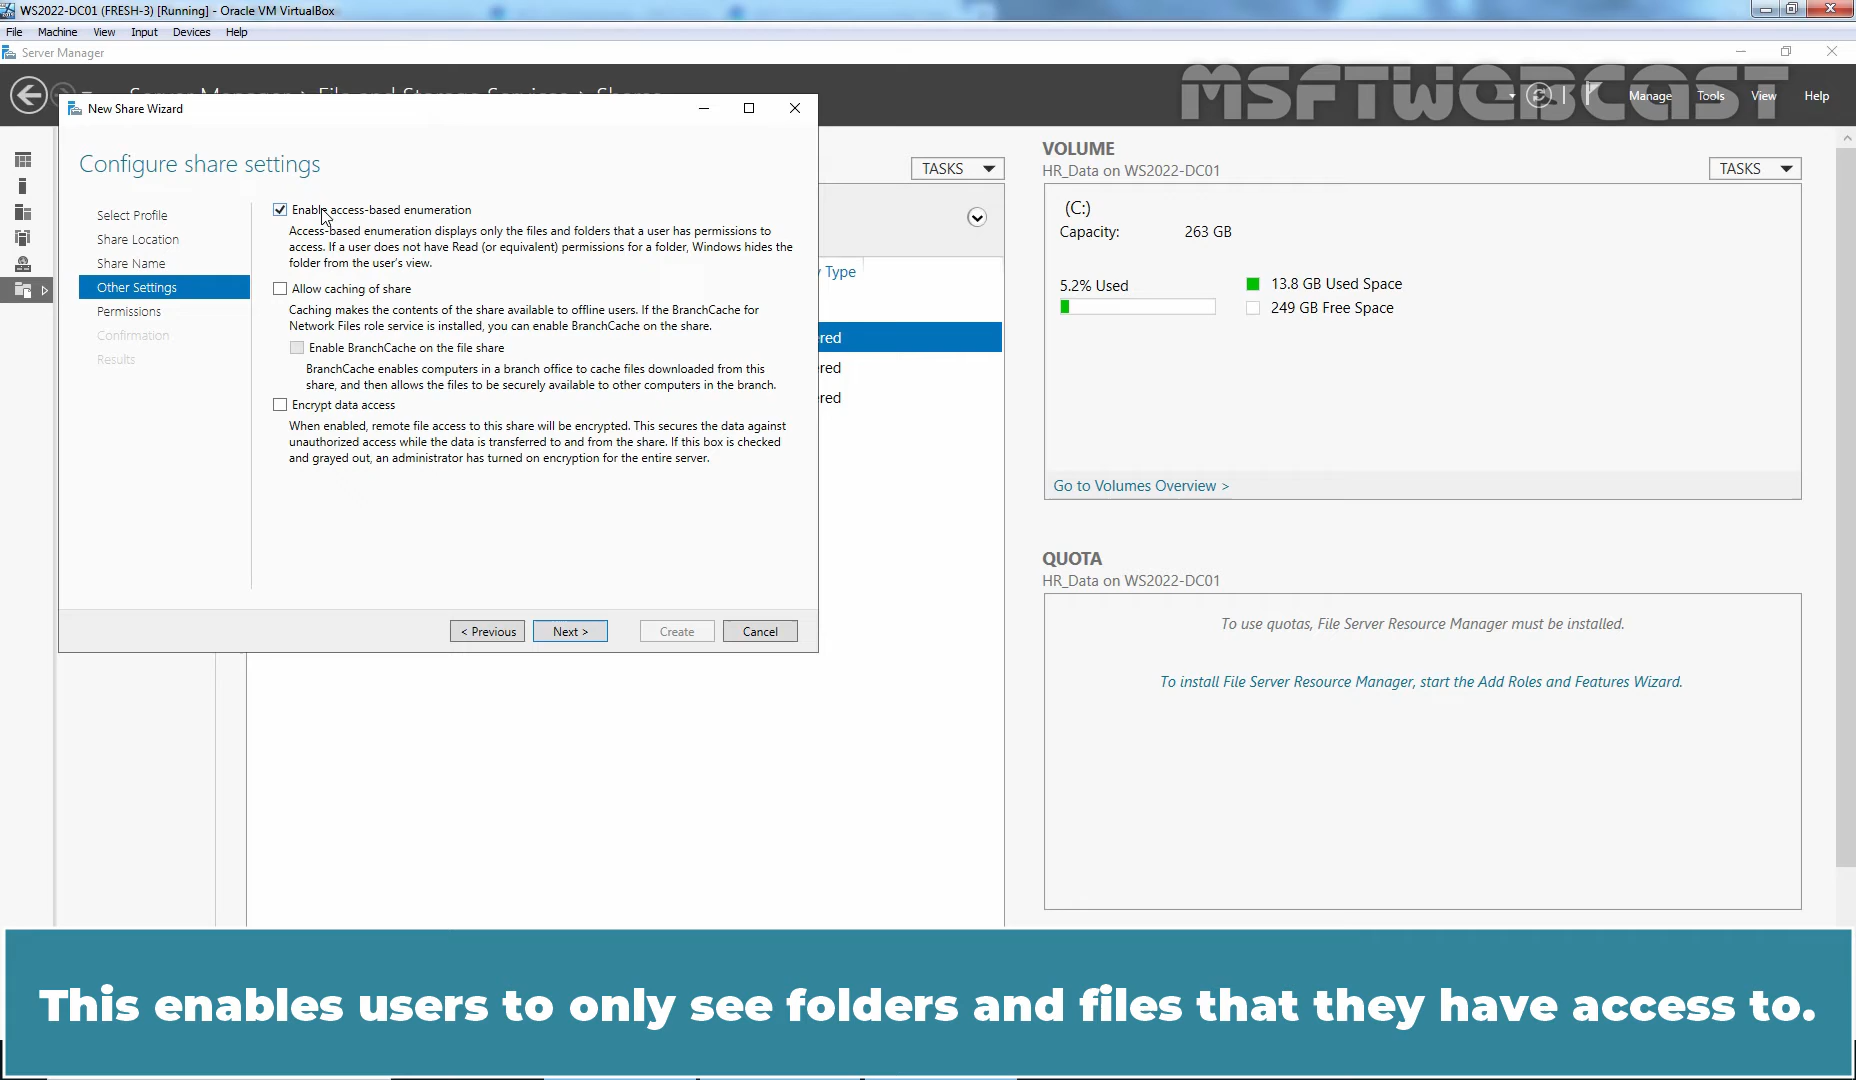 WS2022-DC01 (FRESH-3) [Running] - Oracle VM VirtualBox
File Machine View Input Devices Help
Server Manager
MSFTWEBCAST
Manage Tools View Help
New Share Wizard
Configure share settings
Select Profile
Share Location
Share Name
Other Settings
Permissions
Confirmation
Results
Enable access-based enumeration
Access-based enumeration displays only the files and folders that a user has permissions to
access. If a user does not have Read (or equivalent) permissions for a folder, Windows hides the
folder from the user's view.
Allow caching of share
Caching makes the contents of the share available to offline users. If the BranchCache for
Network Files role service is installed, you can enable BranchCache on the share.
Enable BranchCache on the file share
BranchCache enables computers in a branch office to cache files downloaded from this
share, and then allows the files to be securely available to other computers in the branch.
Encrypt data access
When enabled, remote file access to this share will be encrypted. This secures the data against
unauthorized access while the data is transferred to and from the share. If this box is checked
and grayed out, an administrator has turned on encryption for the entire server.
< Previous
Next >
Create
Cancel
TASKS
y Type
red
red
red
VOLUME
HR_Data on WS2022-DC01
TASKS
(C:)
Capacity: 263 GB
5.2% Used
13.8 GB Used Space
249 GB Free Space
Go to Volumes Overview >
QUOTA
HR_Data on WS2022-DC01
To use quotas, File Server Resource Manager must be installed.
To install File Server Resource Manager, start the Add Roles and Features Wizard.
This enables users to only see folders and files that they have access to.